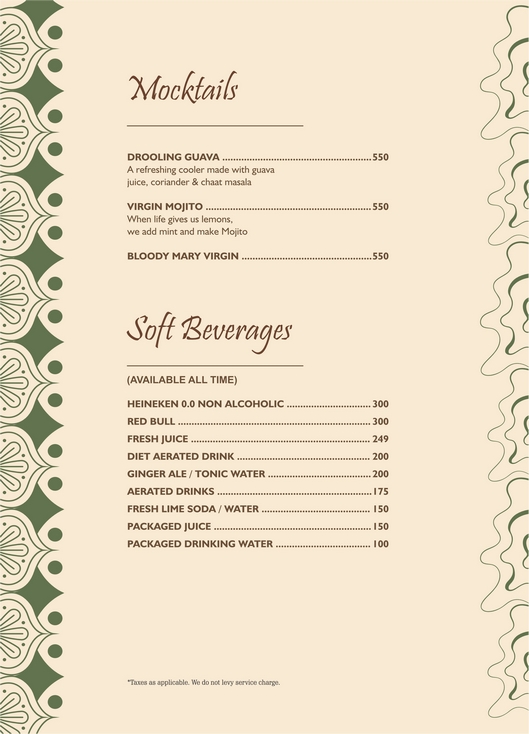 Mocktails
DROOLING GUAVA ........................................................550
A refreshing cooler made with guava
juice, coriander & chaat masala
VIRGIN MOJITO ..............................................................550
When life gives us lemons,
we add mint and make Mojito
BLOODY MARY VIRGIN ................................................550
Soft Beverages
(AVAILABLE ALL TIME)
HEINEKEN 0.0 NON ALCOHOLIC ............................... 300
RED BULL ....................................................................... 300
FRESH JUICE .................................................................. 249
DIET AERATED DRINK .................................................. 200
GINGER ALE / TONIC WATER ...................................... 200
AERATED DRINKS .........................................................175
FRESH LIME SODA / WATER ......................................... 150
PACKAGED JUICE .......................................................... 150
PACKAGED DRINKING WATER ................................... 100
*Taxes as applicable. We do not levy service charge.